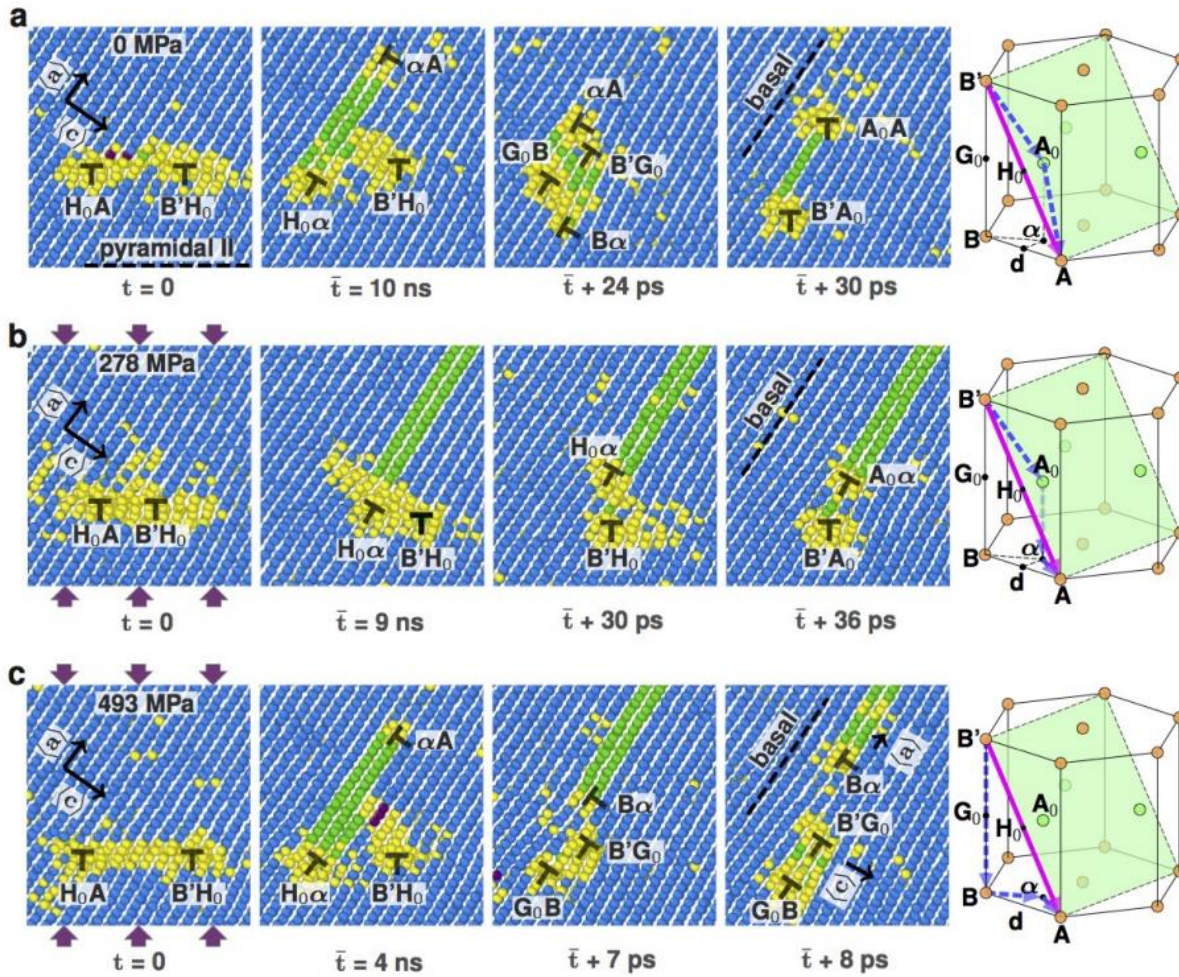 a
0 MPa
⟨a⟩
⟨c⟩
H₀A
B'H₀
pyramidal II
t = 0
αA
H₀α
B'H₀
t̄ = 10 ns
αA
G₀B
B'G₀
Bα
t̄ + 24 ps
basal
A₀A
B'A₀
t̄ + 30 ps
B'
A₀
G₀
H₀
B
α
d
A
b
278 MPa
⟨a⟩
⟨c⟩
H₀A
B'H₀
t = 0
H₀α
B'H₀
t̄ = 9 ns
H₀α
B'H₀
t̄ + 30 ps
basal
A₀α
B'A₀
t̄ + 36 ps
B'
A₀
G₀
H₀
B
α
d
A
c
493 MPa
⟨a⟩
⟨c⟩
H₀A
B'H₀
t = 0
αA
H₀α
B'H₀
t̄ = 4 ns
Bα
B'G₀
G₀B
t̄ + 7 ps
basal
⟨a⟩
Bα
B'G₀
⟨c⟩
G₀B
t̄ + 8 ps
B'
A₀
G₀
H₀
B
α
d
A